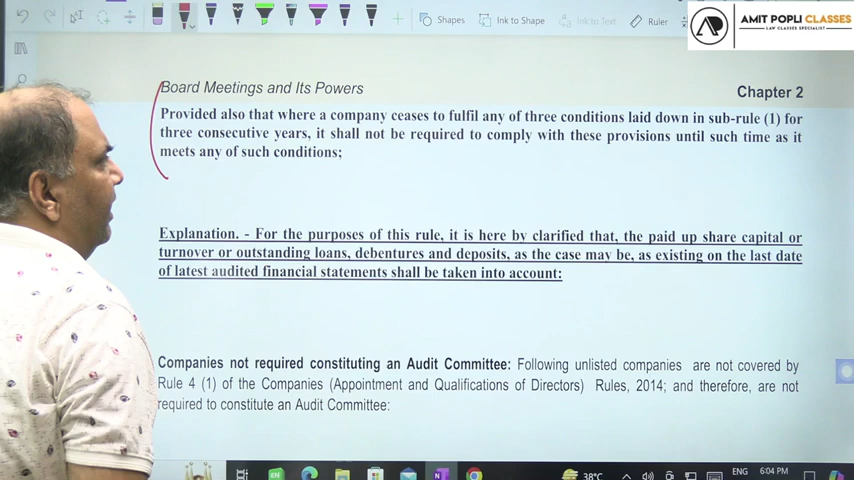 Shapes
Ink to Shape
Ink to Text
Ruler
AMIT POPLI CLASSES
LAW CLASSES SPECIALIST
Board Meetings and Its Powers
Chapter 2
Provided also that where a company ceases to fulfil any of three conditions laid down in sub-rule (1) for
three consecutive years, it shall not be required to comply with these provisions until such time as it
meets any of such conditions;
Explanation. - For the purposes of this rule, it is here by clarified that, the paid up share capital or
turnover or outstanding loans, debentures and deposits, as the case may be, as existing on the last date
of latest audited financial statements shall be taken into account:
Companies not required constituting an Audit Committee: Following unlisted companies are not covered by
Rule 4 (1) of the Companies (Appointment and Qualifications of Directors) Rules, 2014; and therefore, are not
required to constitute an Audit Committee:
38°C
ENG
6:04 PM